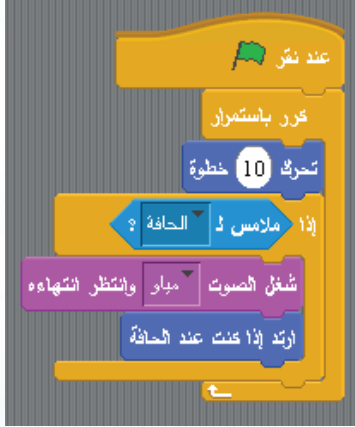 عند نقر
كرر باستمرار
تحرك 10 خطوة
إذا ملامس لـ الحافة ؟
شغل الصوت مياو وانتظر انتهاءه
ارتد إذا كنت عند الحافة